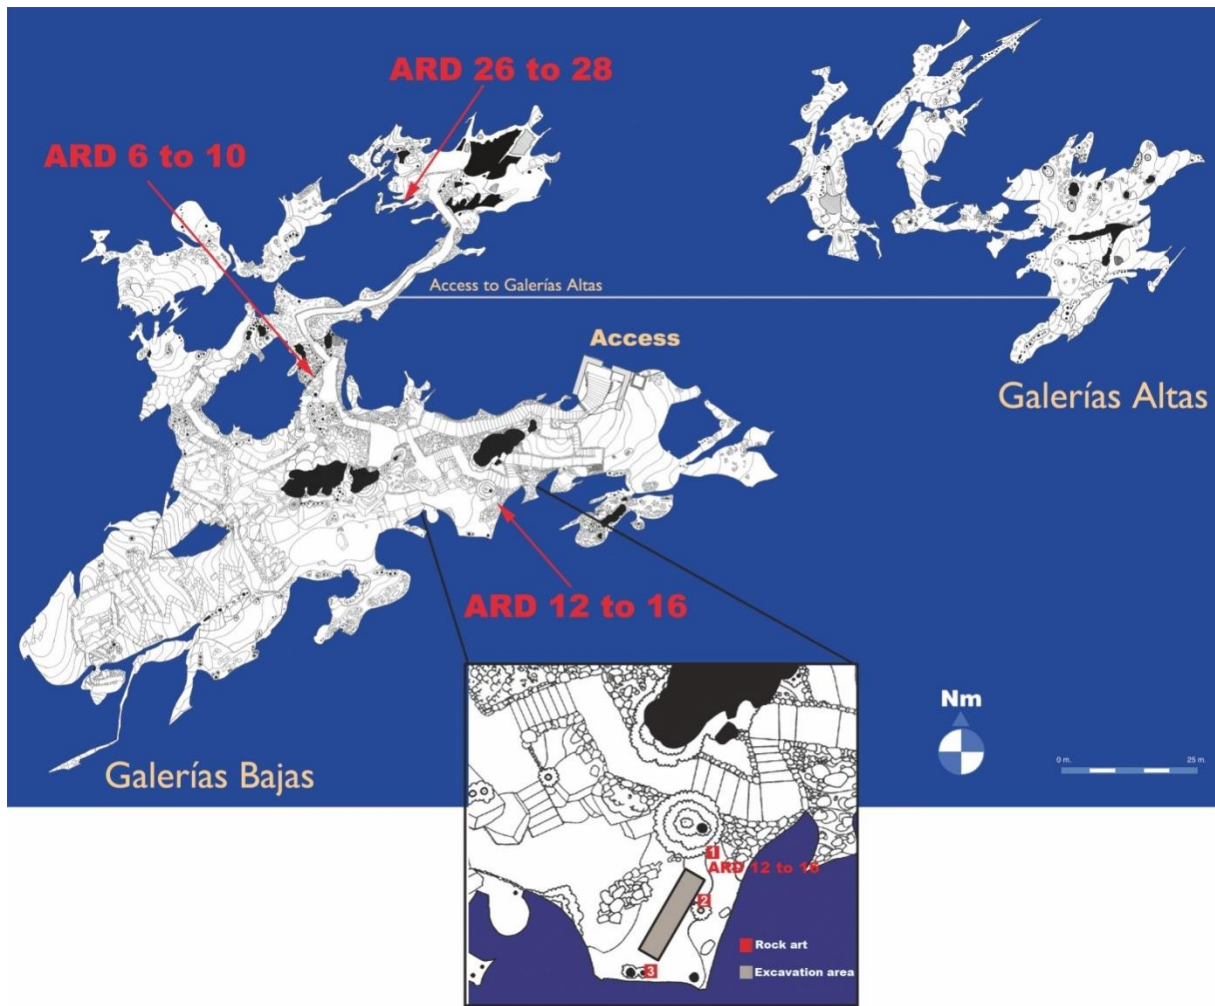 ARD 26 to 28
ARD 6 to 10
Access to Galerías Altas
Access
Galerías Altas
ARD 12 to 16
Nm
0 m.
25 m.
Galerías Bajas
1
ARD 12 to 16
2
Rock art
3
Excavation area